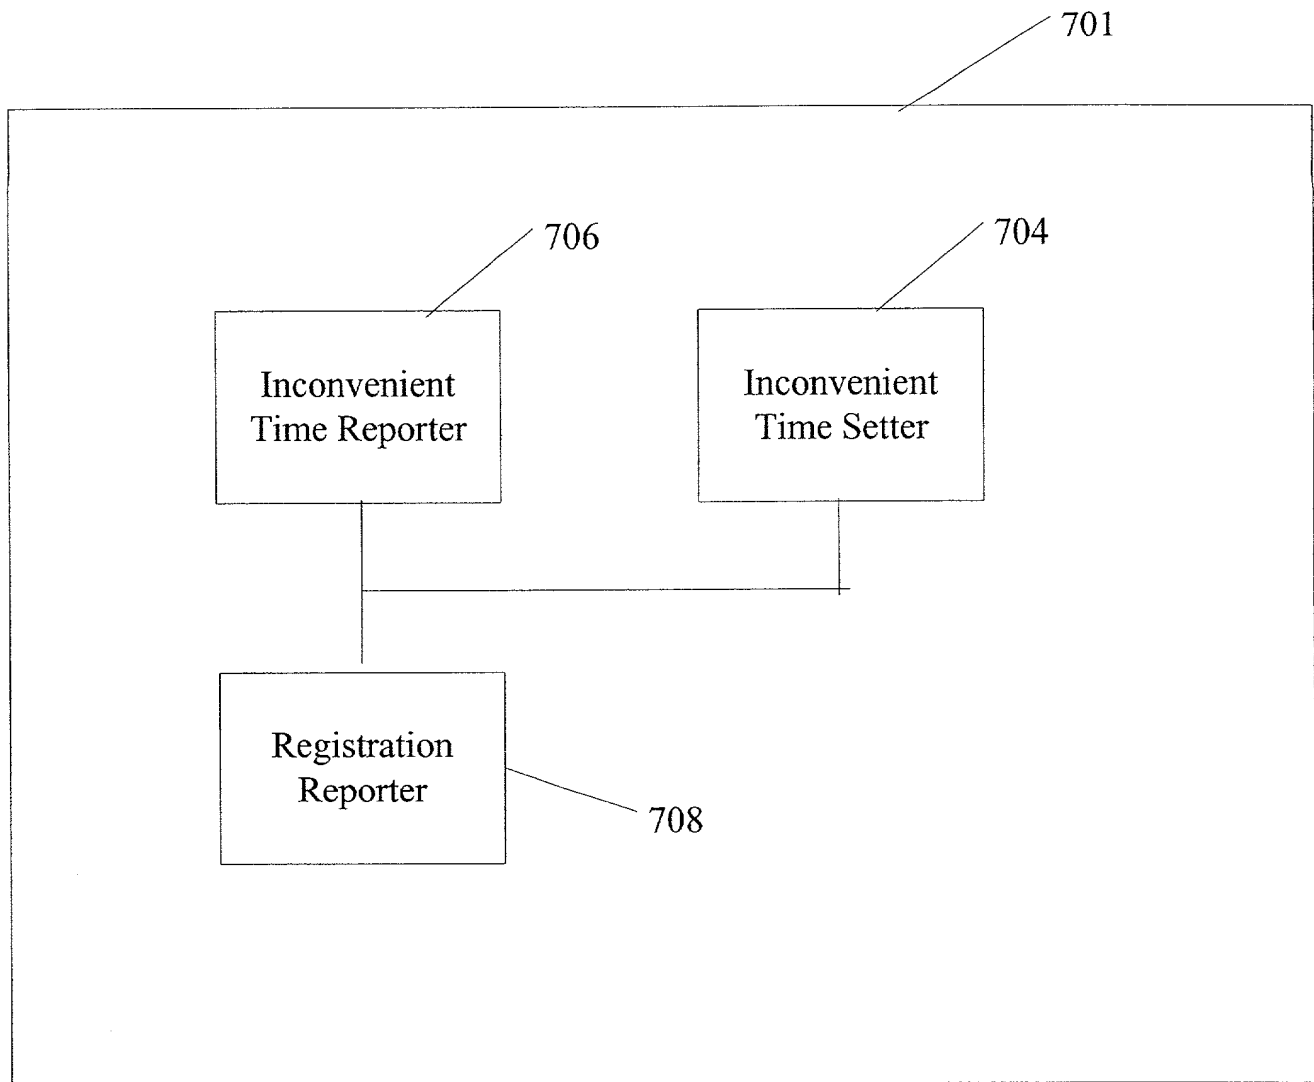 701
706
704
Inconvenient
Time Reporter
Inconvenient
Time Setter
Registration
Reporter
708